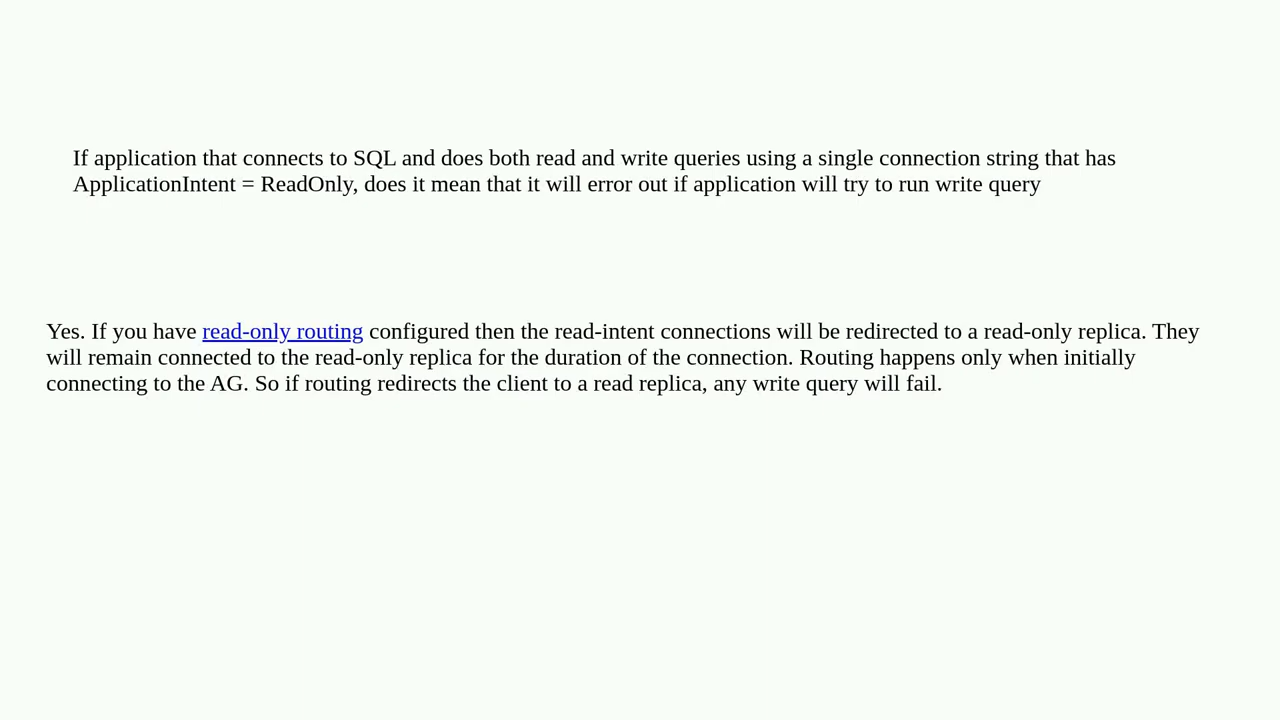 If application that connects to SQL and does both read and write queries using a single connection string that has
ApplicationIntent = ReadOnly, does it mean that it will error out if application will try to run write query
Yes. If you have read-only routing configured then the read-intent connections will be redirected to a read-only replica. They
will remain connected to the read-only replica for the duration of the connection. Routing happens only when initially
connecting to the AG. So if routing redirects the client to a read replica, any write query will fail.